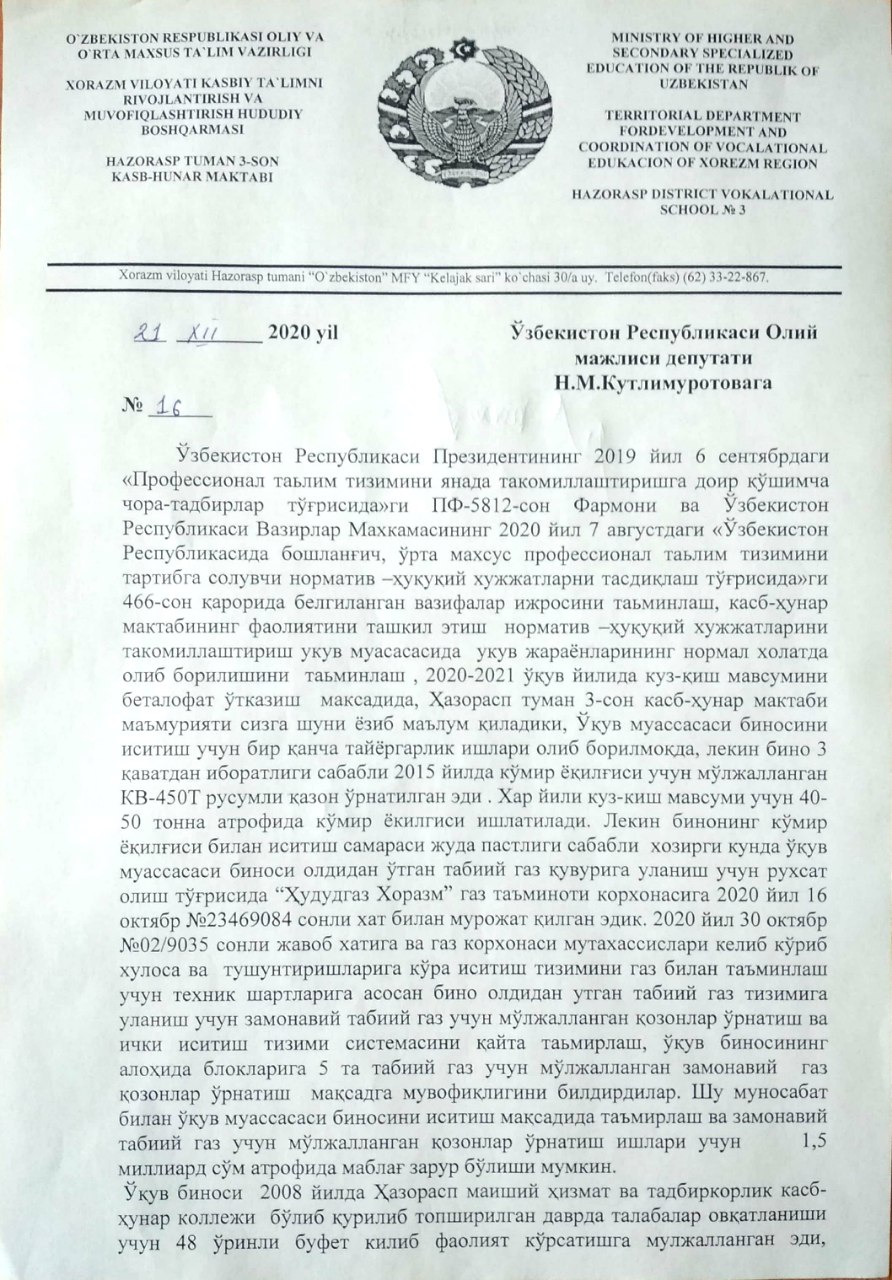 O`ZBEKISTON RESPUBLIKASI OLIY VA
O`RTA MAXSUS TA`LIM VAZIRLIGI
XORAZM VILOYATI KASBIY TA`LIMNI
RIVOJLANTIRISH VA
MUVOFIQLASHTIRISH HUDUDIY
BOSHQARMASI
HAZORASP TUMAN 3-SON
KASB-HUNAR MAKTABI
MINISTRY OF HIGHER AND
SECONDARY SPECIALIZED
EDUCATION OF THE REPUBLIK OF
UZBEKISTAN
TERRITORIAL DEPARTMENT
FORDEVELOPMENT AND
COORDINATION OF VOCALATIONAL
EDUKACION OF XOREZM REGION
HAZORASP DISTRICT VOKALATIONAL
SCHOOL № 3
Xorazm viloyati Hazorasp tumani “O`zbekiston” MFY “Kelajak sari” ko`chasi 30/a uy. Telefon(faks) (62) 33-22-867.
21 XII 2020 yil
№ 16
Ўзбекистон Республикаси Олий
мажлиси депутати
Н.М.Кутлимуротовага
Ўзбекистон Республикаси Президентининг 2019 йил 6 сентябрдаги
«Профессионал таьлим тизимини янада такомиллаштиришга доир қўшимча
чора-тадбирлар тўғрисида»ги ПФ-5812-сон Фармони ва Ўзбекистон
Республикаси Вазирлар Махкамасининг 2020 йил 7 августдаги «Ўзбекистон
Республикасида бошланғич, ўрта махсус профессионал таьлим тизимини
тартибга солувчи норматив –ҳуқуқий хужжатларни тасдиқлаш тўғрисида»ги
466-сон қарорида белгиланган вазифалар ижросини таьминлаш, касб-ҳунар
мактабининг фаолиятини ташкил этиш норматив –ҳуқуқий хужжатларини
такомиллаштириш укув муасасасида укув жараёнларининг нормал холатда
олиб борилишини таьминлаш , 2020-2021 ўқув йилида куз-қиш мавсумини
беталофат ўтказиш максадида, Ҳазорасп туман 3-сон касб-ҳунар мактаби
маъмурияти сизга шуни ёзиб маълум қиладики, Ўқув муассасаси биносини
иситиш учун бир қанча тайёргарлик ишлари олиб борилмоқда, лекин бино 3
қаватдан иборатлиги сабабли 2015 йилда кўмир ёқилғиси учун мўлжалланган
КВ-450Т русумли қазон ўрнатилган эди . Хар йили куз-киш мавсуми учун 40-
50 тонна атрофида кўмир ёкилгиси ишлатилади. Лекин бинонинг кўмир
ёқилғиси билан иситиш самараси жуда пастлиги сабабли хозирги кунда ўқув
муассасаси биноси олдидан ўтган табиий газ қувурига уланиш учун рухсат
олиш тўғрисида “Ҳудудгаз Хоразм” газ таъминоти корхонасига 2020 йил 16
октябр №23469084 сонли хат билан мурожат қилган эдик. 2020 йил 30 октябр
№02/9035 сонли жавоб хатига ва газ корхонаси мутахассислари келиб кўриб
хулоса ва тушунтиришларига кўра иситиш тизимини газ билан таъминлаш
учун техник шартларига асосан бино олдидан утган табиий газ тизимига
уланиш учун замонавий табиий газ учун мўлжалланган қозонлар ўрнатиш ва
ички иситиш тизими системасини қайта таьмирлаш, ўқув биносининг
алоҳида блокларига 5 та табиий газ учун мўлжалланган замонавий газ
қозонлар ўрнатиш мақсадга мувофиқлигини билдирдилар. Шу муносабат
билан ўқув муассасаси биносини иситиш мақсадида таъмирлаш ва замонавий
табиий газ учун мўлжалланган қозонлар ўрнатиш ишлари учун 1,5
миллиард сўм атрофида маблағ зарур бўлиши мумкин.
Ўқув биноси 2008 йилда Ҳазорасп маиший ҳизмат ва тадбиркорлик касб-
ҳунар коллежи бўлиб қурилиб топширилган даврда талабалар овқатланиши
учун 48 ўринли буфет килиб фаолият кўрсатишга мулжалланган эди,